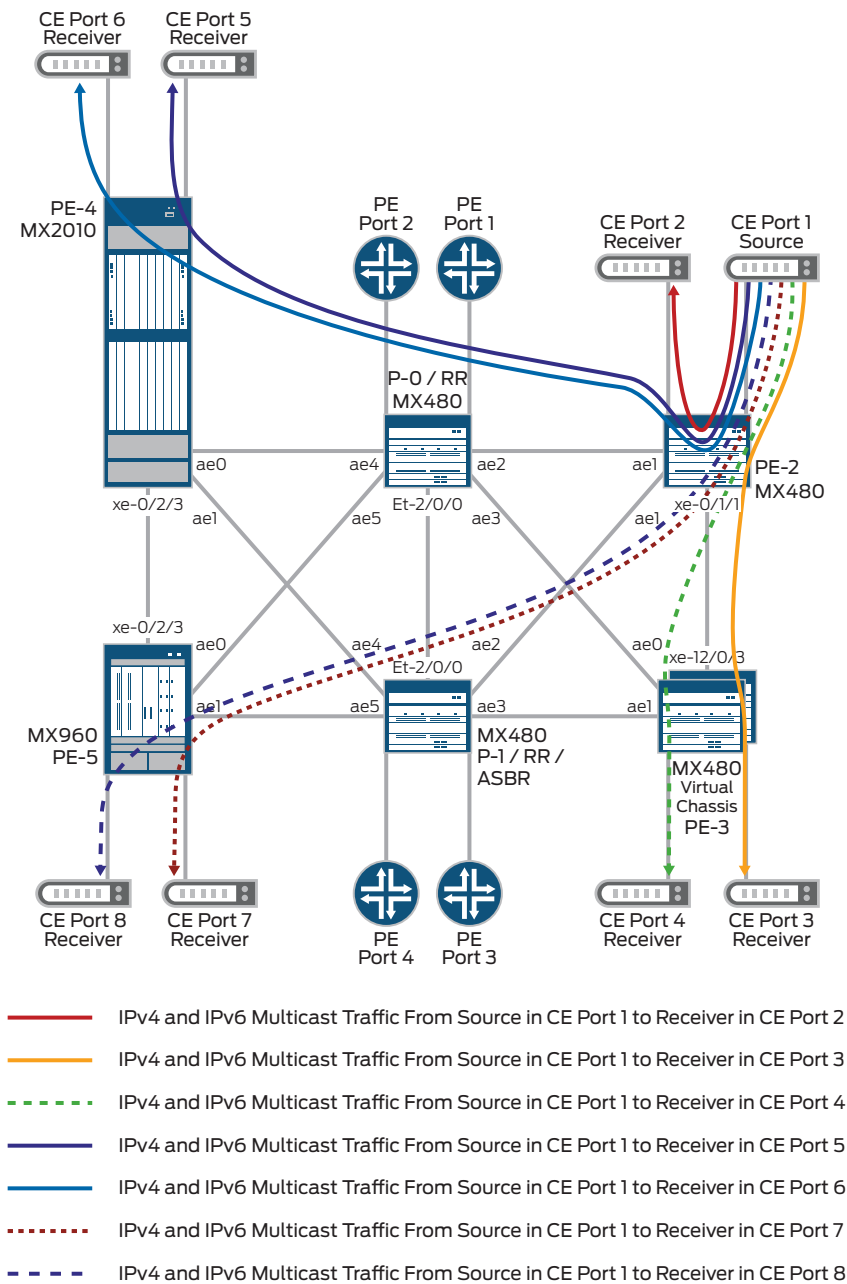 CE Port 6
Receiver
CE Port 5
Receiver
PE-4
MX2010
PE
Port 2
PE
Port 1
CE Port 2
Receiver
CE Port 1
Source
P-0 / RR
MX480
ae0
ae4
ae2
ae1
PE-2
MX480
xe-0/2/3
ae1
ae5
Et-2/0/0
ae3
ae1
xe-0/1/1
xe-0/2/3
ae0
ae4
Et-2/0/0
ae2
ae0
xe-12/0/3
MX960
PE-5
ae1
ae5
ae3
ae1
MX480
P-1 / RR /
ASBR
MX480
Virtual
Chassis
PE-3
CE Port 8
Receiver
CE Port 7
Receiver
PE
Port 4
PE
Port 3
CE Port 4
Receiver
CE Port 3
Receiver
IPv4 and IPv6 Multicast Traffic From Source in CE Port 1 to Receiver in CE Port 2
IPv4 and IPv6 Multicast Traffic From Source in CE Port 1 to Receiver in CE Port 3
IPv4 and IPv6 Multicast Traffic From Source in CE Port 1 to Receiver in CE Port 4
IPv4 and IPv6 Multicast Traffic From Source in CE Port 1 to Receiver in CE Port 5
IPv4 and IPv6 Multicast Traffic From Source in CE Port 1 to Receiver in CE Port 6
IPv4 and IPv6 Multicast Traffic From Source in CE Port 1 to Receiver in CE Port 7
IPv4 and IPv6 Multicast Traffic From Source in CE Port 1 to Receiver in CE Port 8